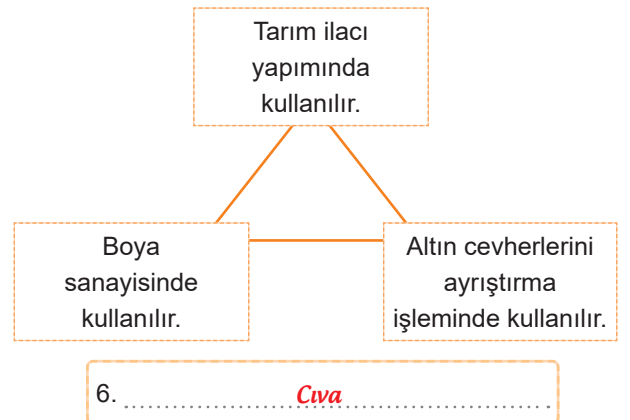 Tarım ilacı
yapımında
kullanılır.
Boya
sanayisinde
kullanılır.
Altın cevherlerini
ayrıştırma
işleminde kullanılır.
6. Cıva